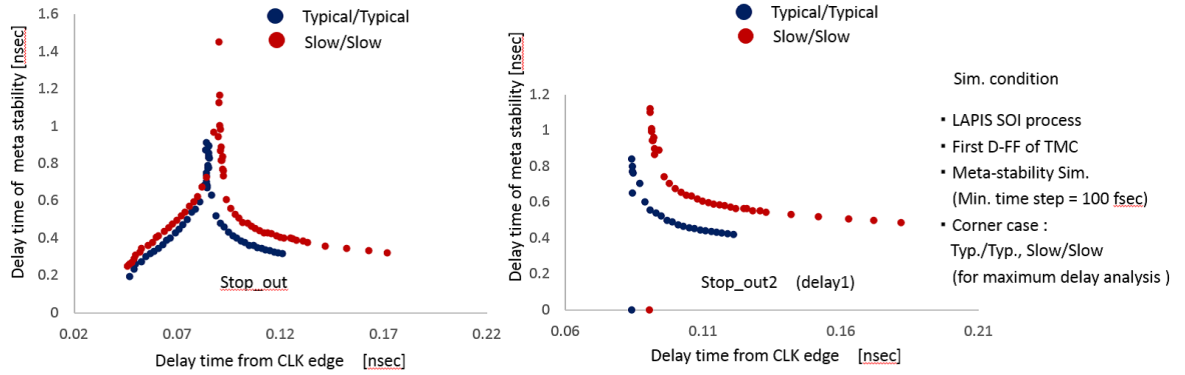 Typical/Typical
Slow/Slow
Delay time of meta stability [nsec]
1.6
1.4
1.2
1
0.8
0.6
0.4
0.2
0
0.02
0.07
0.12
0.17
0.22
Stop_out
Delay time from CLK edge [nsec]
Typical/Typical
Slow/Slow
Delay time of meta stability [nsec]
1.2
1
0.8
0.6
0.4
0.2
0
0.06
0.11
0.16
0.21
Stop_out2 (delay1)
Delay time from CLK edge [nsec]
Sim. condition
▪ LAPIS SOI process
▪ First D-FF of TMC
▪ Meta-stability Sim.
(Min. time step = 100 fsec)
▪ Corner case :
Typ./Typ., Slow/Slow
(for maximum delay analysis )